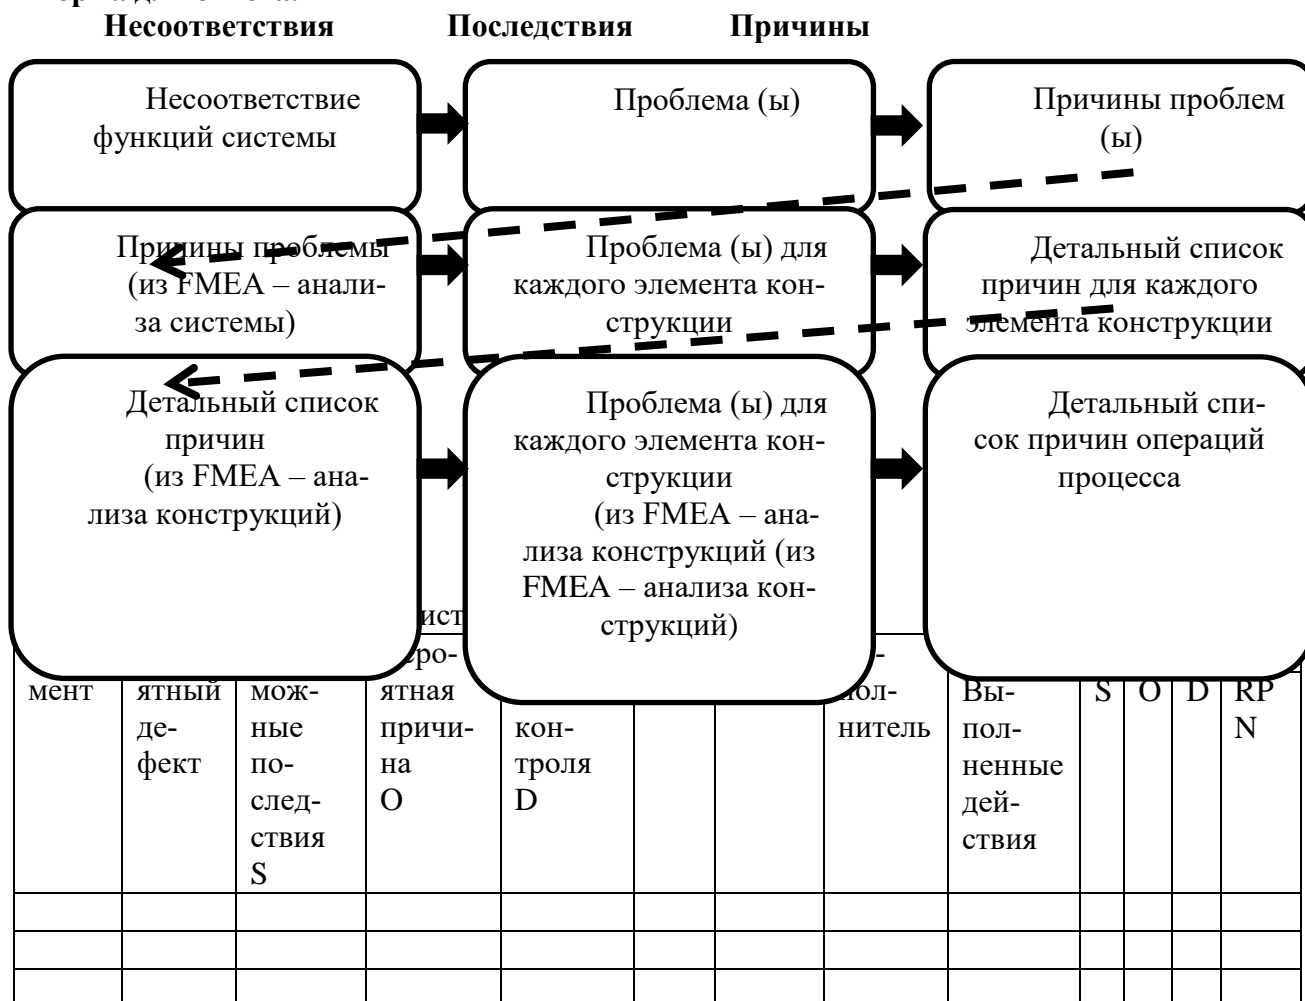 Несоответствия Последствия Причины
Несоответствие
функций системы
Проблема (ы)
Причины проблем
(ы)
Причины проблемы
(из FMEA – анали-
за системы)
Проблема (ы) для
каждого элемента кон-
струкции
Детальный список
причин для каждого
элемента конструкции
Детальный список
причин
(из FMEA – ана-
лиза конструкций)
Проблема (ы) для
каждого элемента кон-
струкции
(из FMEA – ана-
лиза конструкций (из
FMEA – анализа кон-
струкций)
Детальный спи-
сок причин операций
процесса
мент
ятный
де-
фект
мож-
ные
по-
след-
ствия
S
ятная
причи-
на
O
кон-
троля
D
нитель
Вы-
пол-
ненные
дей-
ствия
S
O
D
RP
N